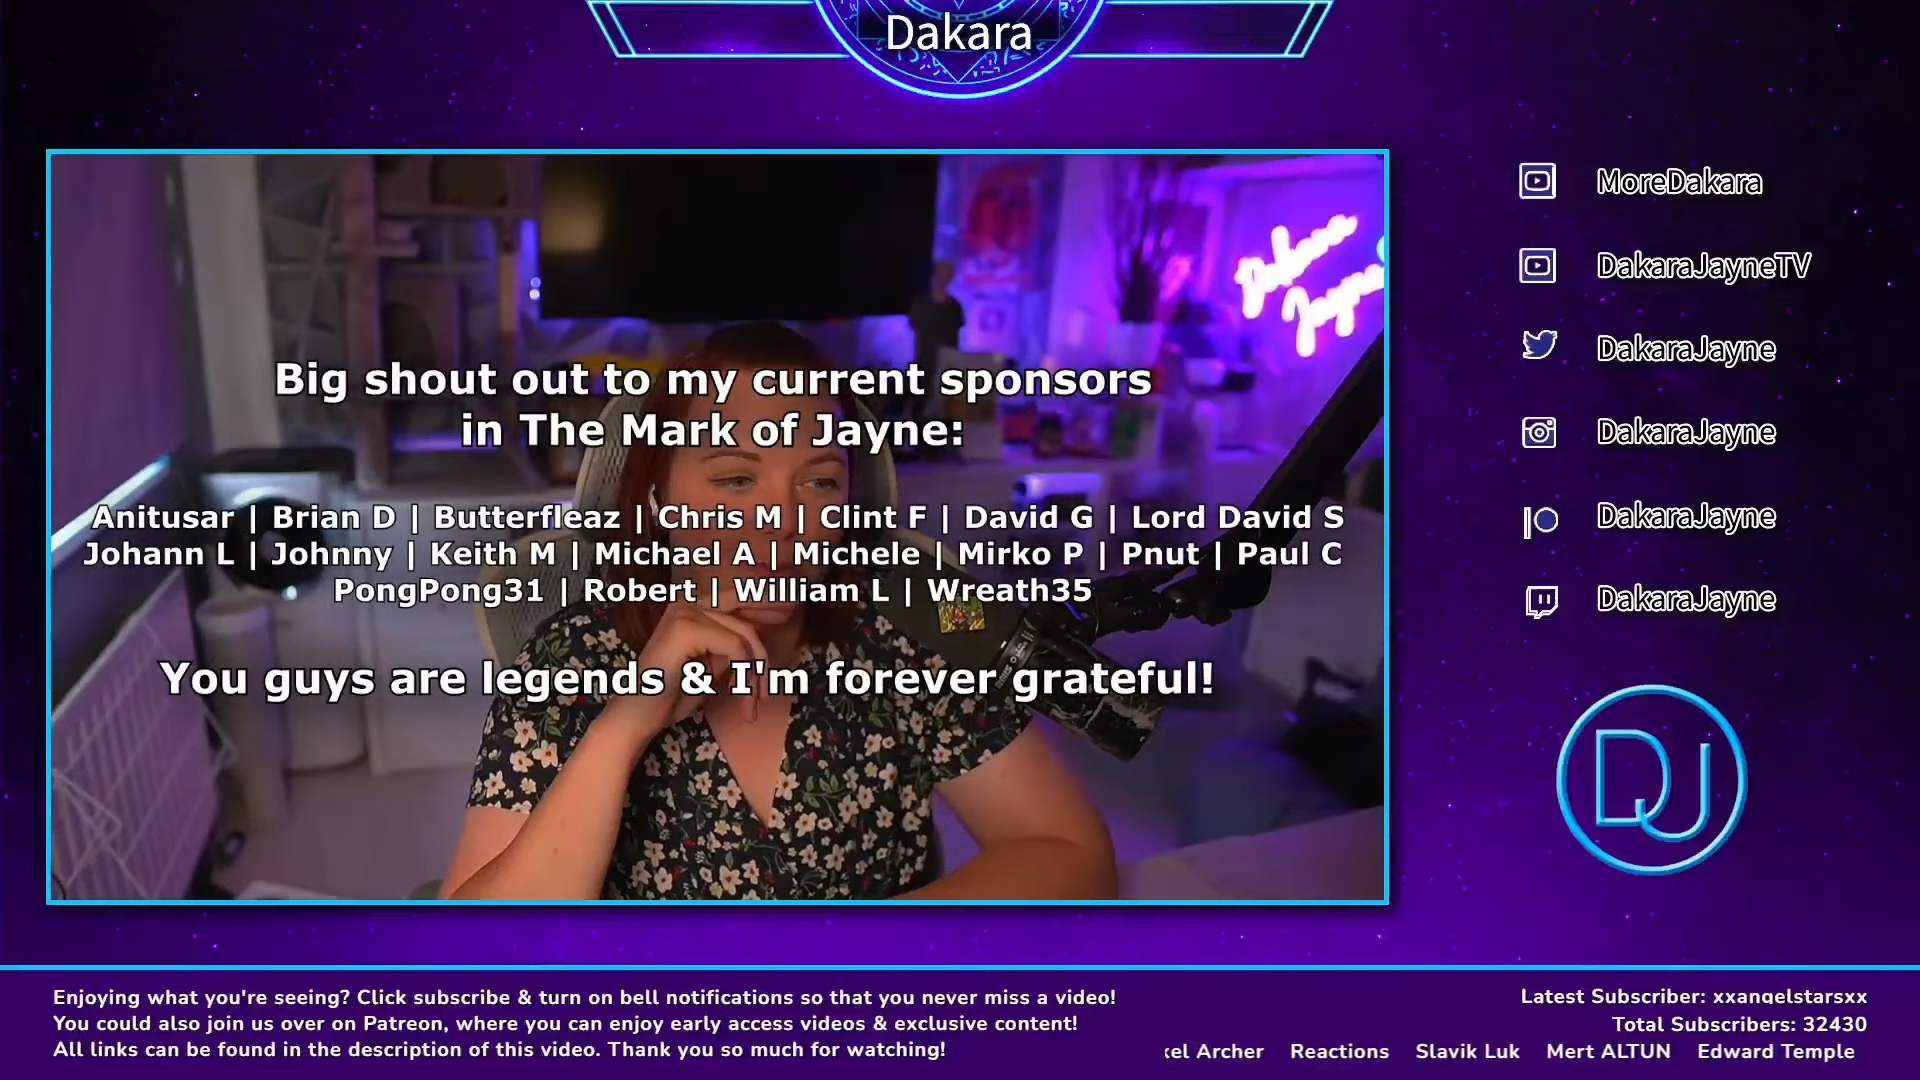 Dakara
MoreDakara
DakaraJayneTV
DakaraJayne
DakaraJayne
DakaraJayne
DakaraJayne
Dakara
Jayne
Big shout out to my current sponsors
in The Mark of Jayne:
Anitusar | Brian D | Butterfleaz | Chris M | Clint F | David G | Lord David S
Johann L | Johnny | Keith M | Michael A | Michele | Mirko P | Pnut | Paul C
PongPong31 | Robert | William L | Wreath35
You guys are legends & I'm forever grateful!
DJ
Enjoying what you're seeing? Click subscribe & turn on bell notifications so that you never miss a video!
You could also join us over on Patreon, where you can enjoy early access videos & exclusive content!
All links can be found in the description of this video. Thank you so much for watching!
Latest Subscriber: xxangelstarsxx
Total Subscribers: 32430
Archer Reactions Slavik Luk Mert ALTUN Edward Temple